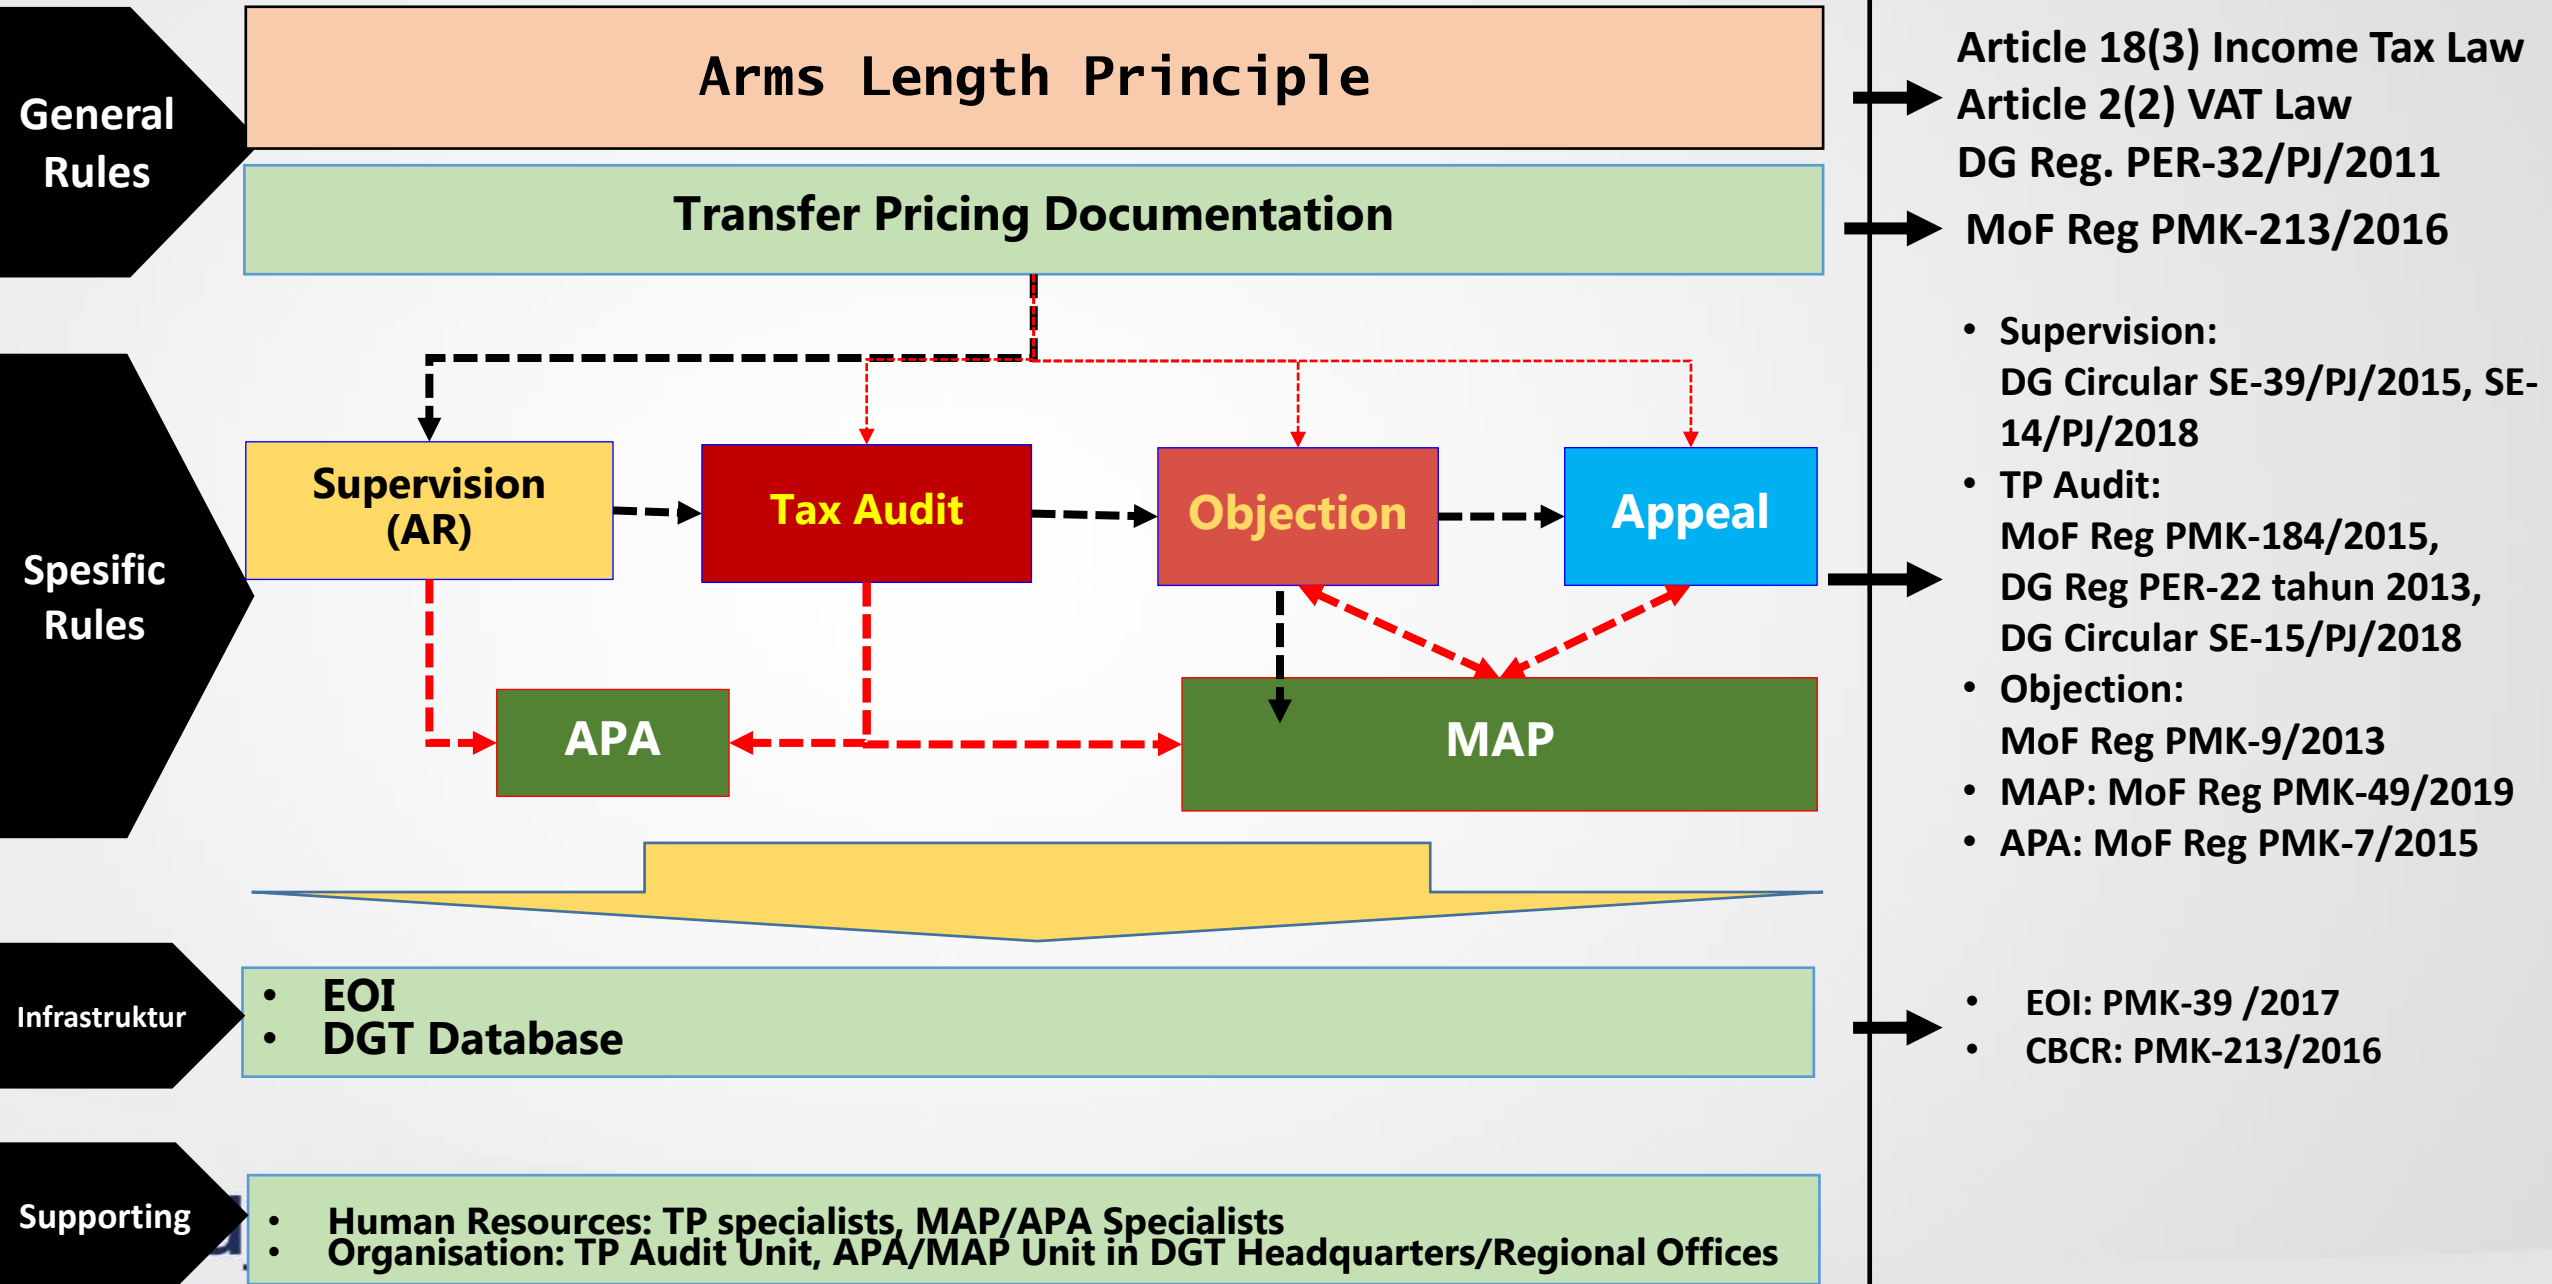 General
Rules
Arms Length Principle
Transfer Pricing Documentation
Article 18(3) Income Tax Law
Article 2(2) VAT Law
DG Reg. PER-32/PJ/2011
MoF Reg PMK-213/2016
Spesific
Rules
Supervision
(AR)
Tax Audit
Objection
Appeal
APA
MAP
• Supervision:
DG Circular SE-39/PJ/2015, SE-
14/PJ/2018
• TP Audit:
MoF Reg PMK-184/2015,
DG Reg PER-22 tahun 2013,
DG Circular SE-15/PJ/2018
• Objection:
MoF Reg PMK-9/2013
• MAP: MoF Reg PMK-49/2019
• APA: MoF Reg PMK-7/2015
Infrastruktur
• EOI
• DGT Database
• EOI: PMK-39 /2017
• CBCR: PMK-213/2016
Supporting
• Human Resources: TP specialists, MAP/APA Specialists
• Organisation: TP Audit Unit, APA/MAP Unit in DGT Headquarters/Regional Offices